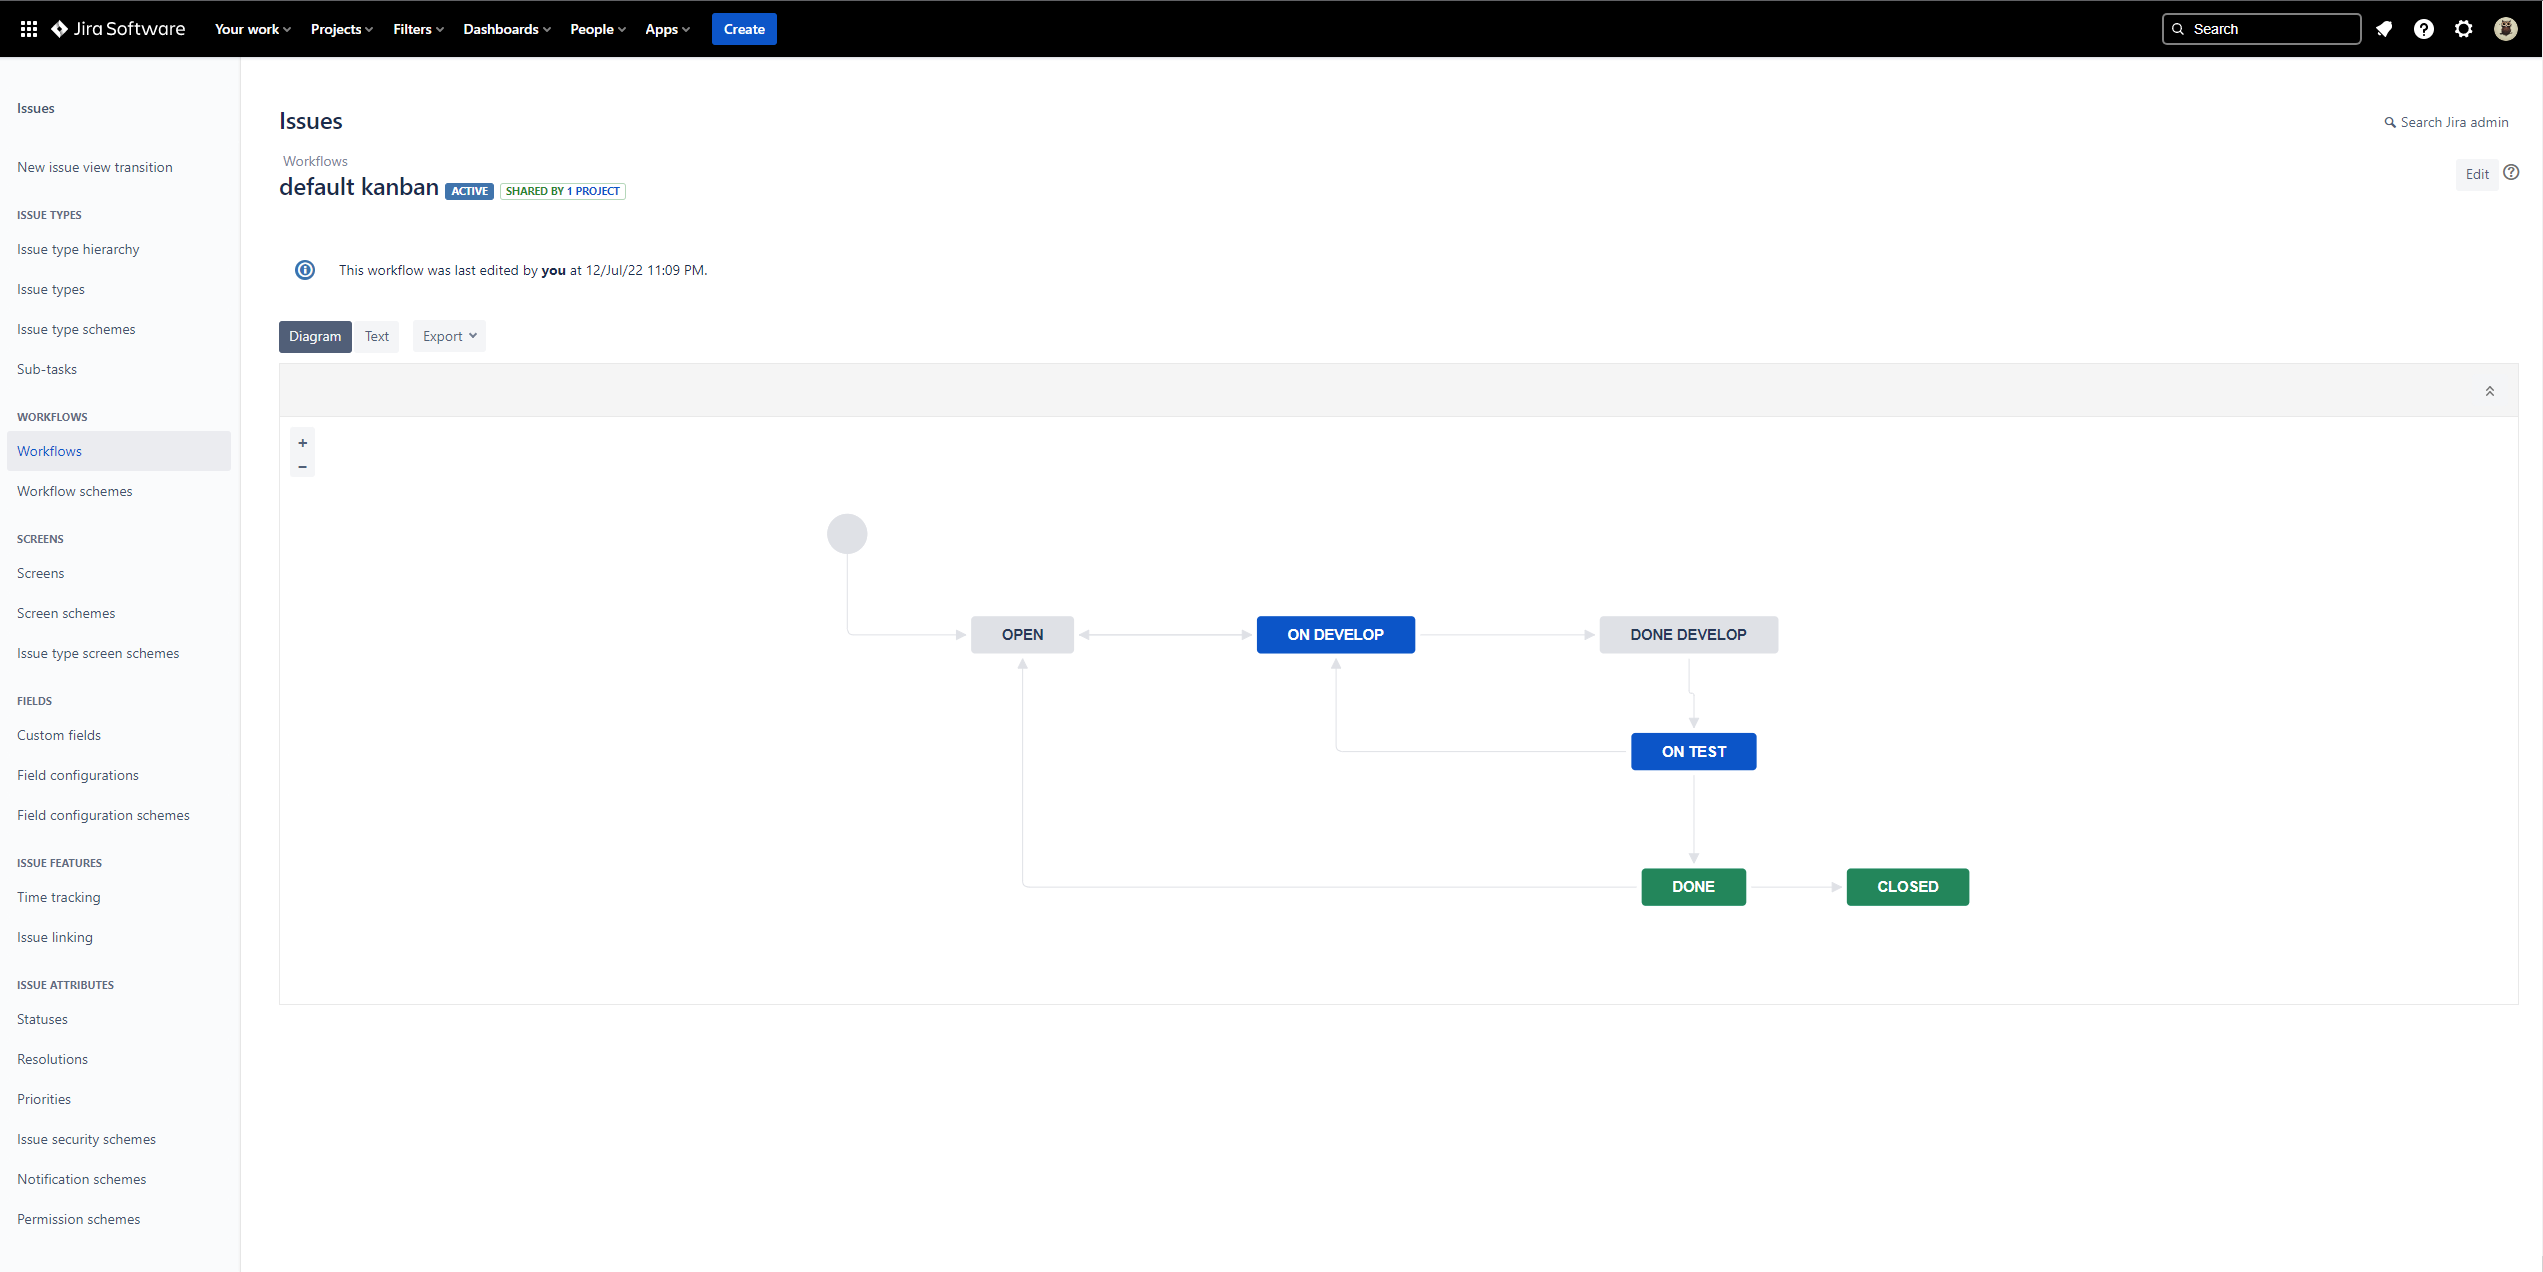 Jira Software Your work Projects Filters Dashboards People Apps Create Search
Issues
New issue view transition
ISSUE TYPES
Issue type hierarchy
Issue types
Issue type schemes
Sub-tasks
WORKFLOWS
Workflows
Workflow schemes
SCREENS
Screens
Screen schemes
Issue type screen schemes
FIELDS
Custom fields
Field configurations
Field configuration schemes
ISSUE FEATURES
Time tracking
Issue linking
ISSUE ATTRIBUTES
Statuses
Resolutions
Priorities
Issue security schemes
Notification schemes
Permission schemes
Issues
Search Jira admin
Workflows
default kanban ACTIVE SHARED BY 1 PROJECT
Edit
This workflow was last edited by you at 12/Jul/22 11:09 PM.
Diagram Text Export
+
−
OPEN ON DEVELOP DONE DEVELOP
ON TEST
DONE CLOSED